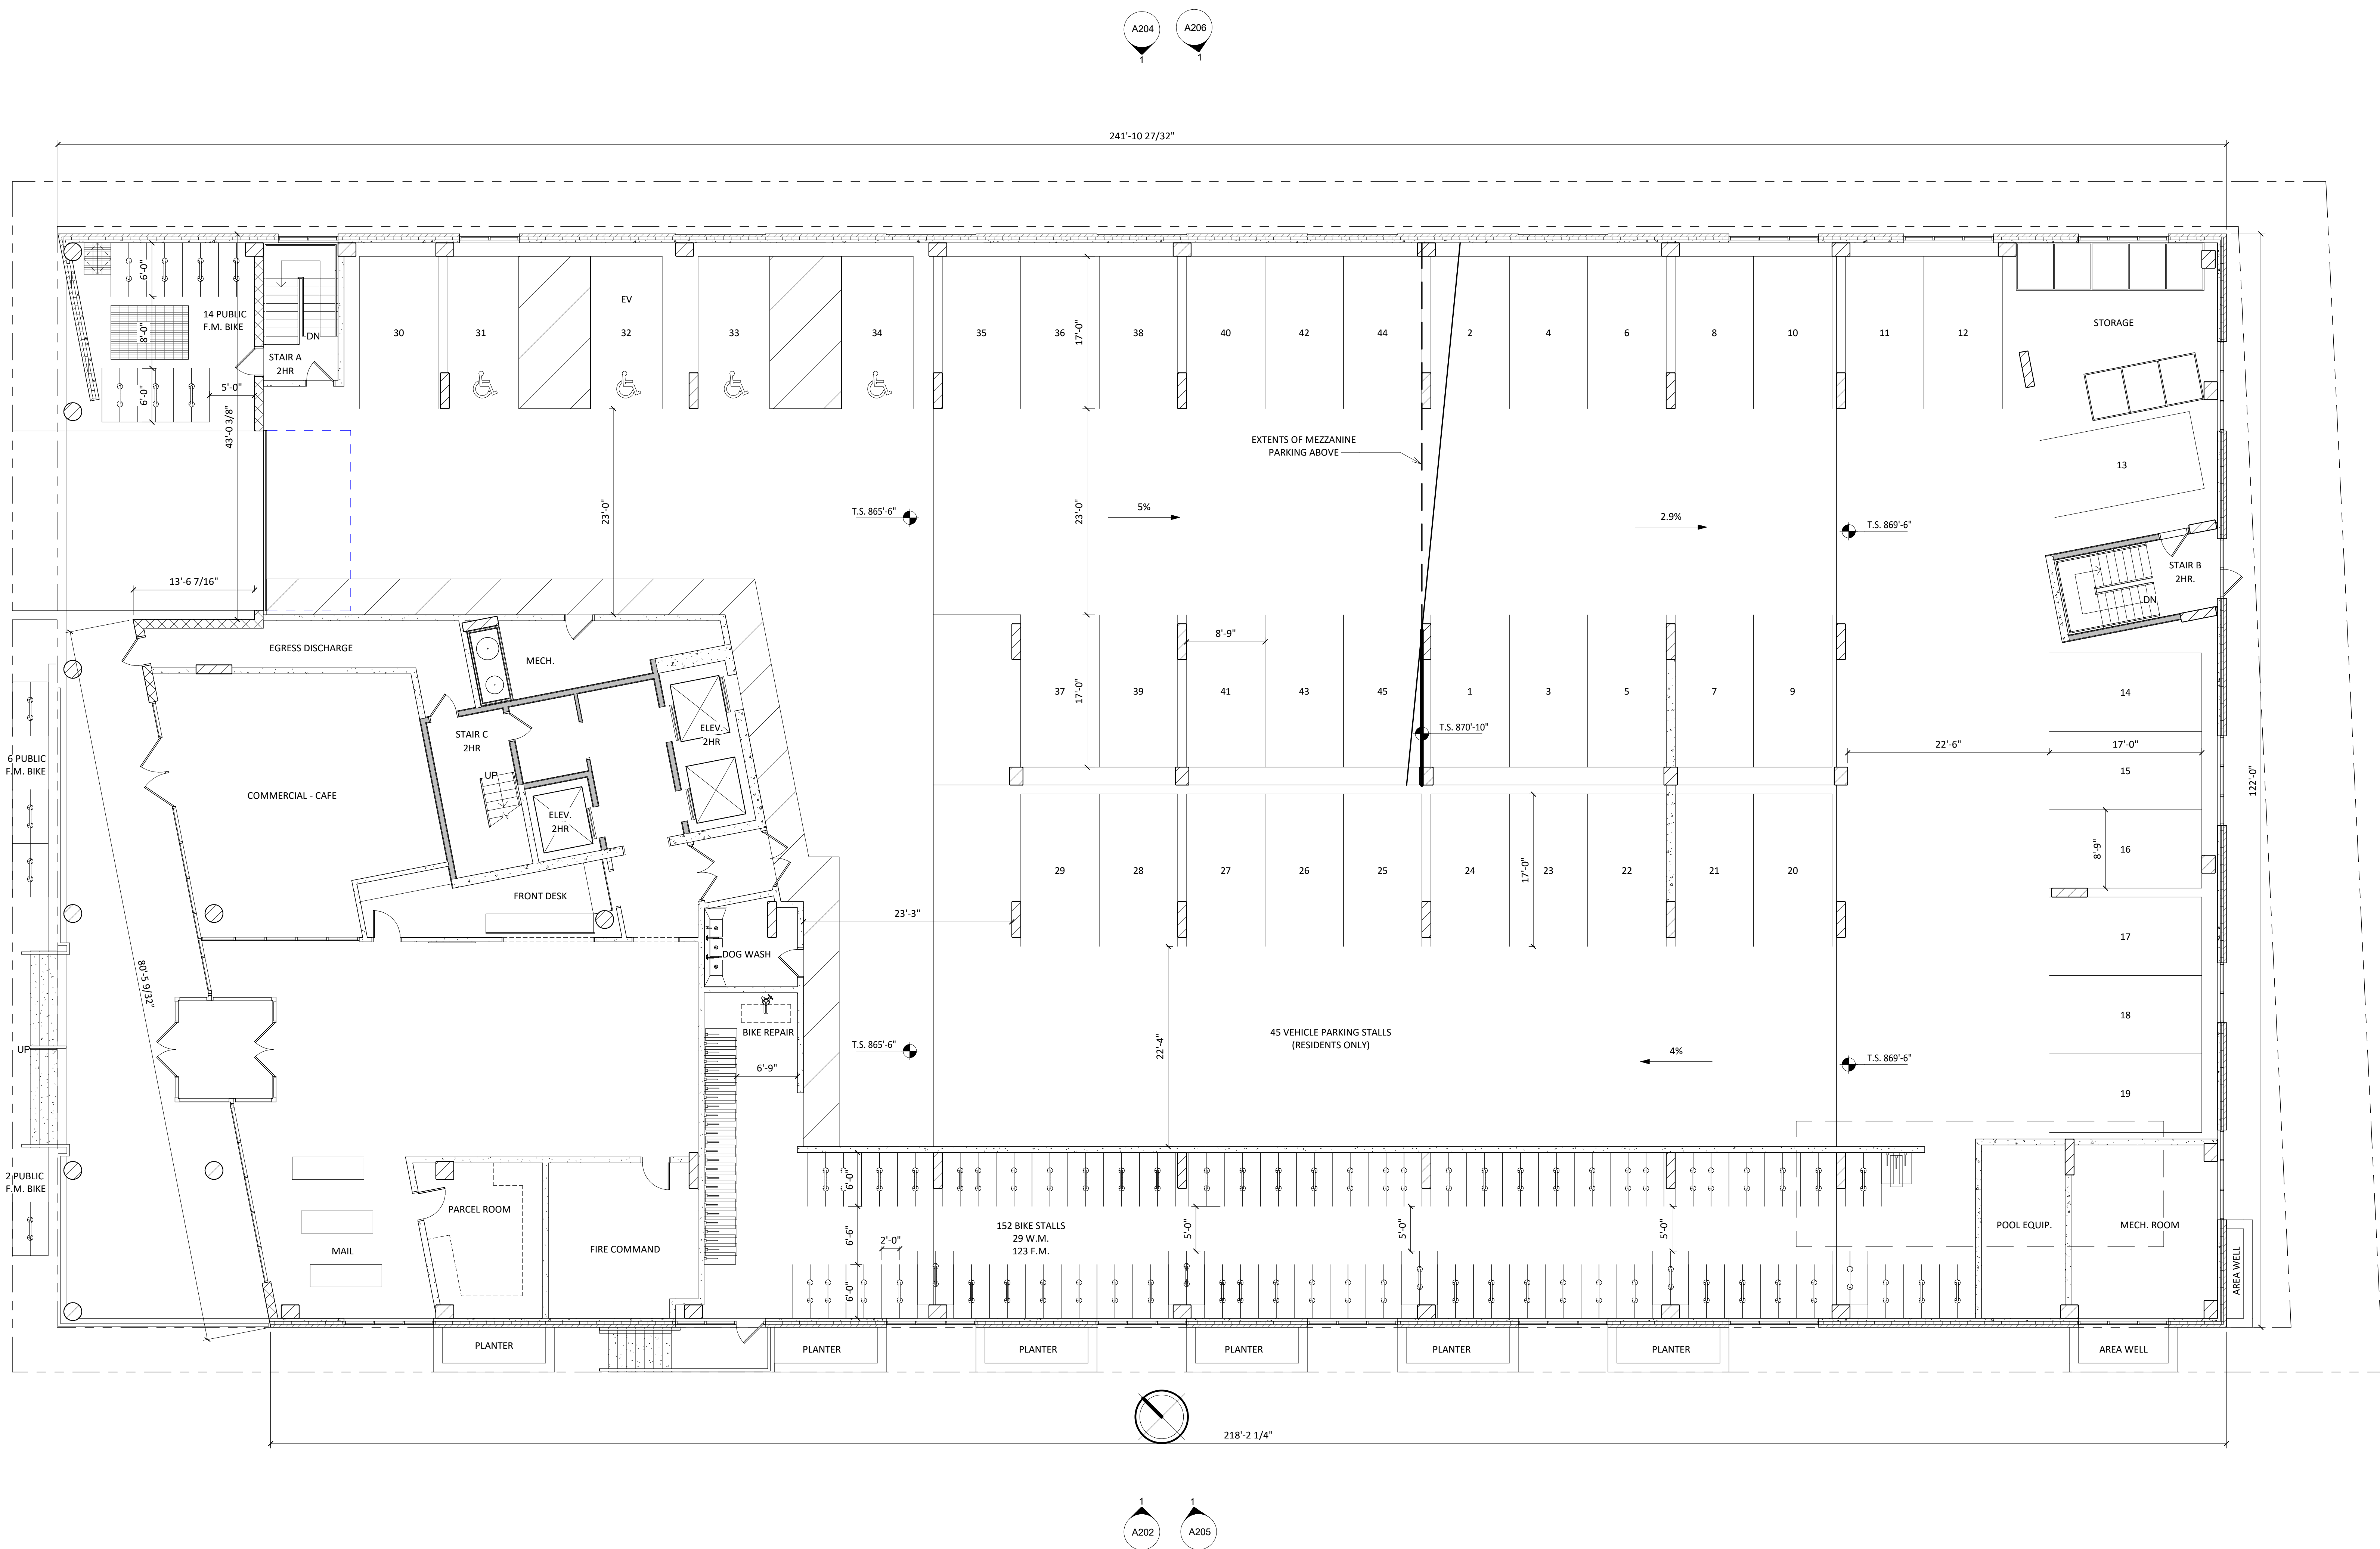 A204
A206
1
1
241'-10 27/32"
6'-0"
8'-0"
6'-0"
14 PUBLIC
F.M. BIKE
5'-0"
43'-0 3/8"
DN
STAIR A
2HR
30
31
EV
32
33
34
35
36
17'-0"
38
40
42
44
2
4
6
8
10
11
12
STORAGE
13
EXTENTS OF MEZZANINE
PARKING ABOVE
23'-0"
23'-0"
T.S. 865'-6"
5%
2.9%
T.S. 869'-6"
STAIR B
2HR.
DN
13'-6 7/16"
EGRESS DISCHARGE
MECH.
8'-9"
37
17'-0"
39
41
43
45
1
3
5
7
9
14
T.S. 870'-10"
STAIR C
2HR
ELEV.
2HR
UP
22'-6"
17'-0"
15
122'-0"
6 PUBLIC
F.M. BIKE
COMMERCIAL - CAFE
ELEV.
2HR
29
28
27
26
25
24
17'-0"
23
22
21
20
8'-9"
16
FRONT DESK
23'-3"
17
DOG WASH
80'-5 9/32"
18
BIKE REPAIR
UP
T.S. 865'-6"
22'-4"
45 VEHICLE PARKING STALLS
(RESIDENTS ONLY)
4%
T.S. 869'-6"
6'-9"
19
2 PUBLIC
F.M. BIKE
6'-0"
PARCEL ROOM
MAIL
FIRE COMMAND
6'-6"
2'-0"
152 BIKE STALLS
29 W.M.
123 F.M.
5'-0"
5'-0"
5'-0"
POOL EQUIP.
MECH. ROOM
AREA WELL
6'-0"
PLANTER
PLANTER
PLANTER
PLANTER
PLANTER
PLANTER
AREA WELL
218'-2 1/4"
1
1
A202
A205